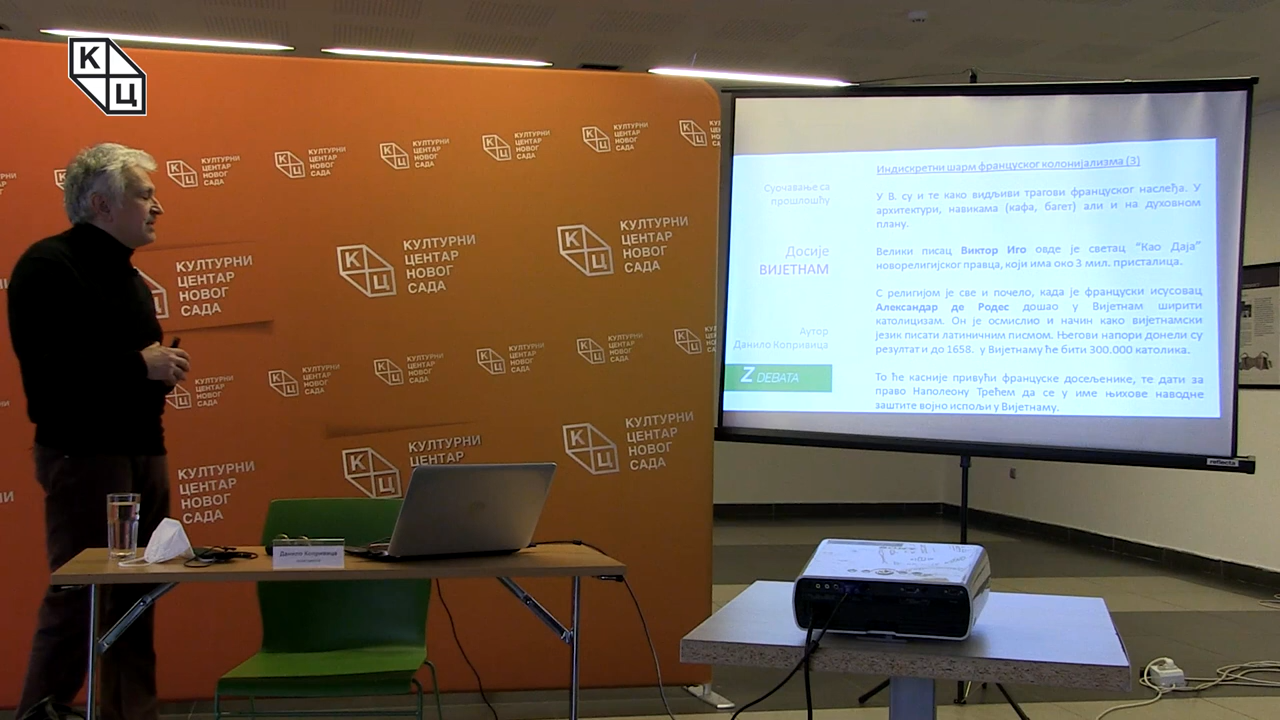 К
Ц
КУЛТУРНИ
ЦЕНТАР
НОВОГ
САДА
Суочавање са
прошлошћу
Досије
ВИЈЕТНАМ
Аутор
Данило Копривица
Z DEBATA
Индискретни шарм француског колонијализма (3)
У В. су и те како видљиви трагови француског наслеђа. У
архитектури, навикама (кафа, багет) али и на духовном
плану.
Велики писац Виктор Иго овде је светац “Као Даја”
новорелигијског правца, који има око 3 мил. присталица.
С религијом је све и почело, када је француски исусовац
Александар де Родес дошао у Вијетнам ширити
католицизам. Он је осмислио и начин како вијетнамски
језик писати латиничним писмом. Његови напори донели су
резултат и до 1658. у Вијетнаму ће бити 300.000 католика.
То ће касније привући француске досељенике, те дати за
право Наполеону Трећем да се у име њихове наводне
заштите војно испољи у Вијетнаму.
reflecta
Данило Копривица